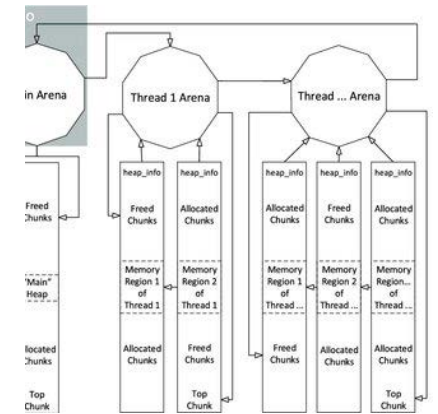 in Arena
Thread 1 Arena
Thread ... Arena
heap_info
heap_info
heap_info
heap_info
heap_info
Freed
Chunks
Freed
Chunks
Allocated
Chunks
Allocated
Chunks
Freed
Chunks
Allocated
Chunks
"Main"
Heap
Memory
Region 1
of
Thread 1
Memory
Region 2
of
Thread 1
Memory
Region 1
of
Thread ...
Memory
Region 2
of
Thread ...
Memory
Region...
of
Thread ...
llocated
Chunks
Allocated
Chunks
Freed
Chunks
Freed
Chunks
Allocated
Chunks
Allocated
Chunks
Top
Chunk
Top
Chunk
Top
Chunk